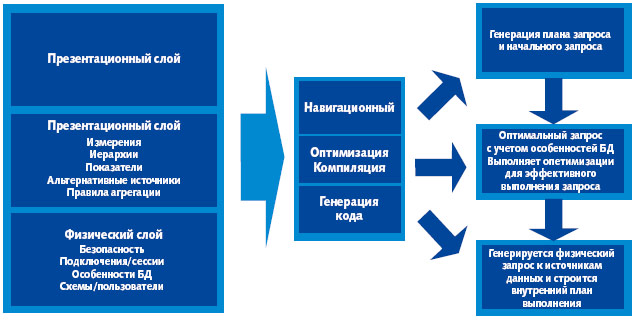 Презентационный слой
Презентационный слой
Измерения
Иерархии
Показатели
Альтернативные источники
Правила агрегации
Физический слой
Безопасность
Подключения/сессии
Особенности БД
Схемы/пользователи
Навигационный
Оптимизация
Компиляция
Генерация
кода
Генерация плана запроса
и начального запроса
Оптимальный запрос
с учетом особенностей БД
Выполняет опетимизации
для эффективного
выполнения запроса
Генерируется физический
запрос к источникам
данных и строится
внутренний план
выполнения